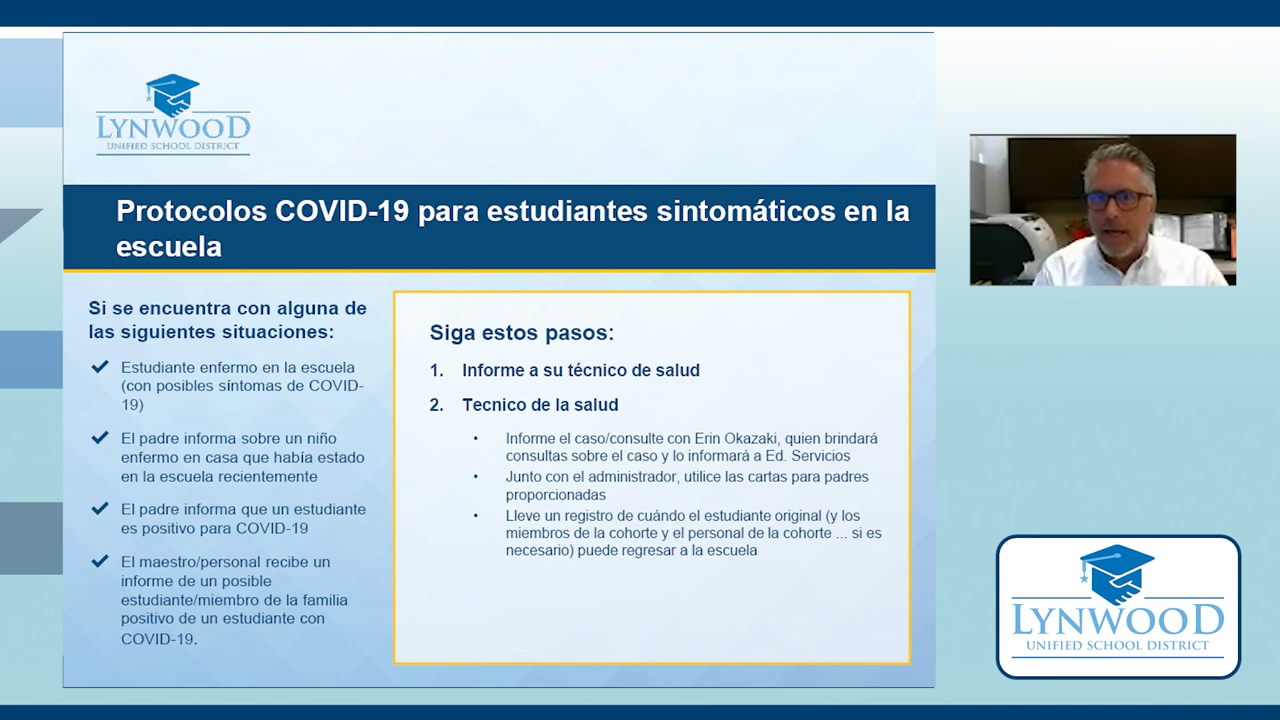 LYNWOOD
UNIFIED SCHOOL DISTRICT
Protocolos COVID-19 para estudiantes sintomáticos en la
escuela
Si se encuentra con alguna de
las siguientes situaciones:
Estudiante enfermo en la escuela
(con posibles síntomas de COVID-
19)
El padre informa sobre un niño
enfermo en casa que había estado
en la escuela recientemente
El padre informa que un estudiante
es positivo para COVID-19
El maestro/personal recibe un
informe de un posible
estudiante/miembro de la familia
positivo de un estudiante con
COVID-19.
Siga estos pasos:
1. Informe a su técnico de salud
2. Tecnico de la salud
• Informe el caso/consulte con Erin Okazaki, quien brindará
consultas sobre el caso y lo informará a Ed. Servicios
• Junto con el administrador, utilice las cartas para padres
proporcionadas
• Lleve un registro de cuándo el estudiante original (y los
miembros de la cohorte y el personal de la cohorte ... si es
necesario) puede regresar a la escuela
LYNWOOD
UNIFIED SCHOOL DISTRICT